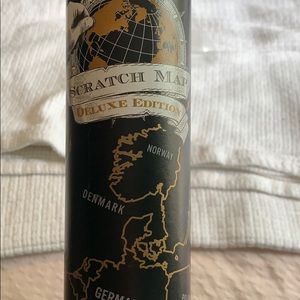 SCRATCH MAP
DELUXE EDITION
NORWAY
DENMARK